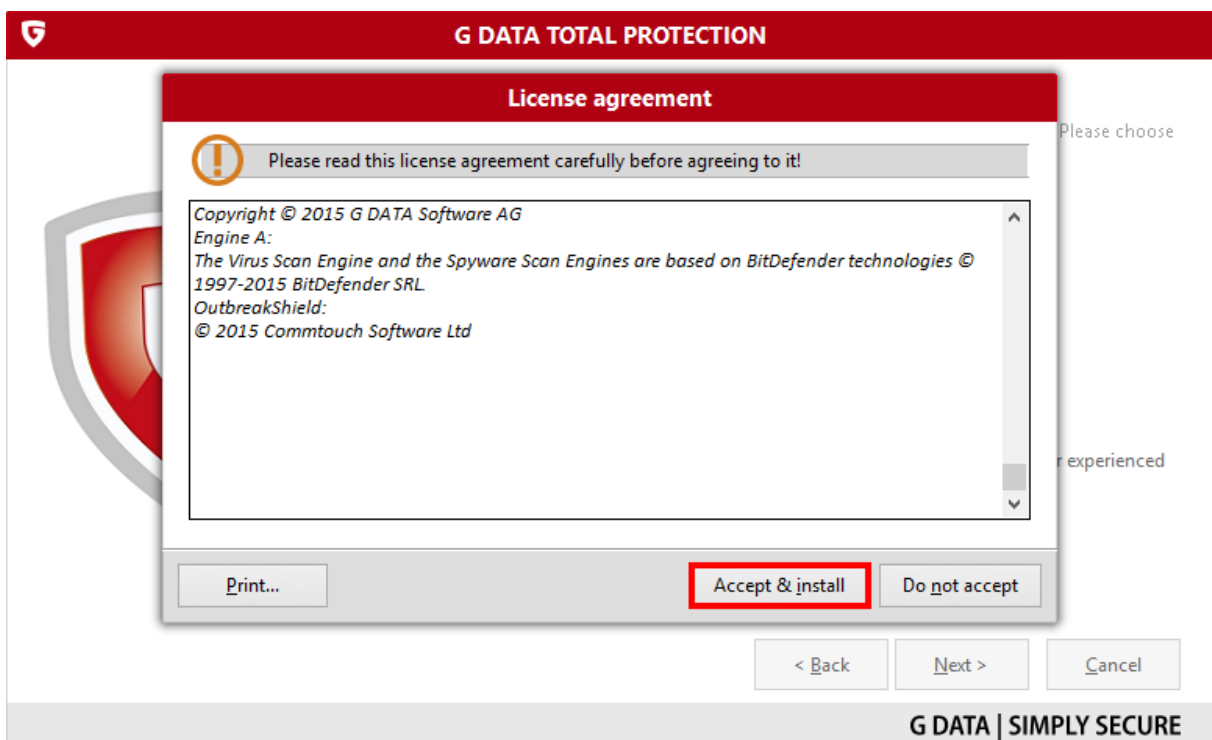 G DATA TOTAL PROTECTION
License agreement
Please choose
Please read this license agreement carefully before agreeing to it!
Copyright © 2015 G DATA Software AG
Engine A:
The Virus Scan Engine and the Spyware Scan Engines are based on BitDefender technologies ©
1997-2015 BitDefender SRL.
OutbreakShield:
© 2015 Commtouch Software Ltd
r experienced
Print...
Accept & install
Do not accept
< Back
Next >
Cancel
G DATA | SIMPLY SECURE